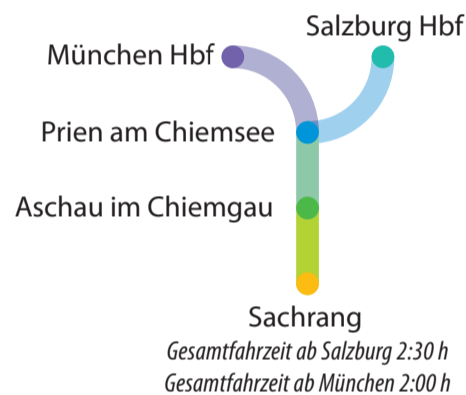 Salzburg Hbf
München Hbf
Prien am Chiemsee
Aschau im Chiemgau
Sachrang
Gesamtfahrzeit ab Salzburg 2:30 h
Gesamtfahrzeit ab München 2:00 h